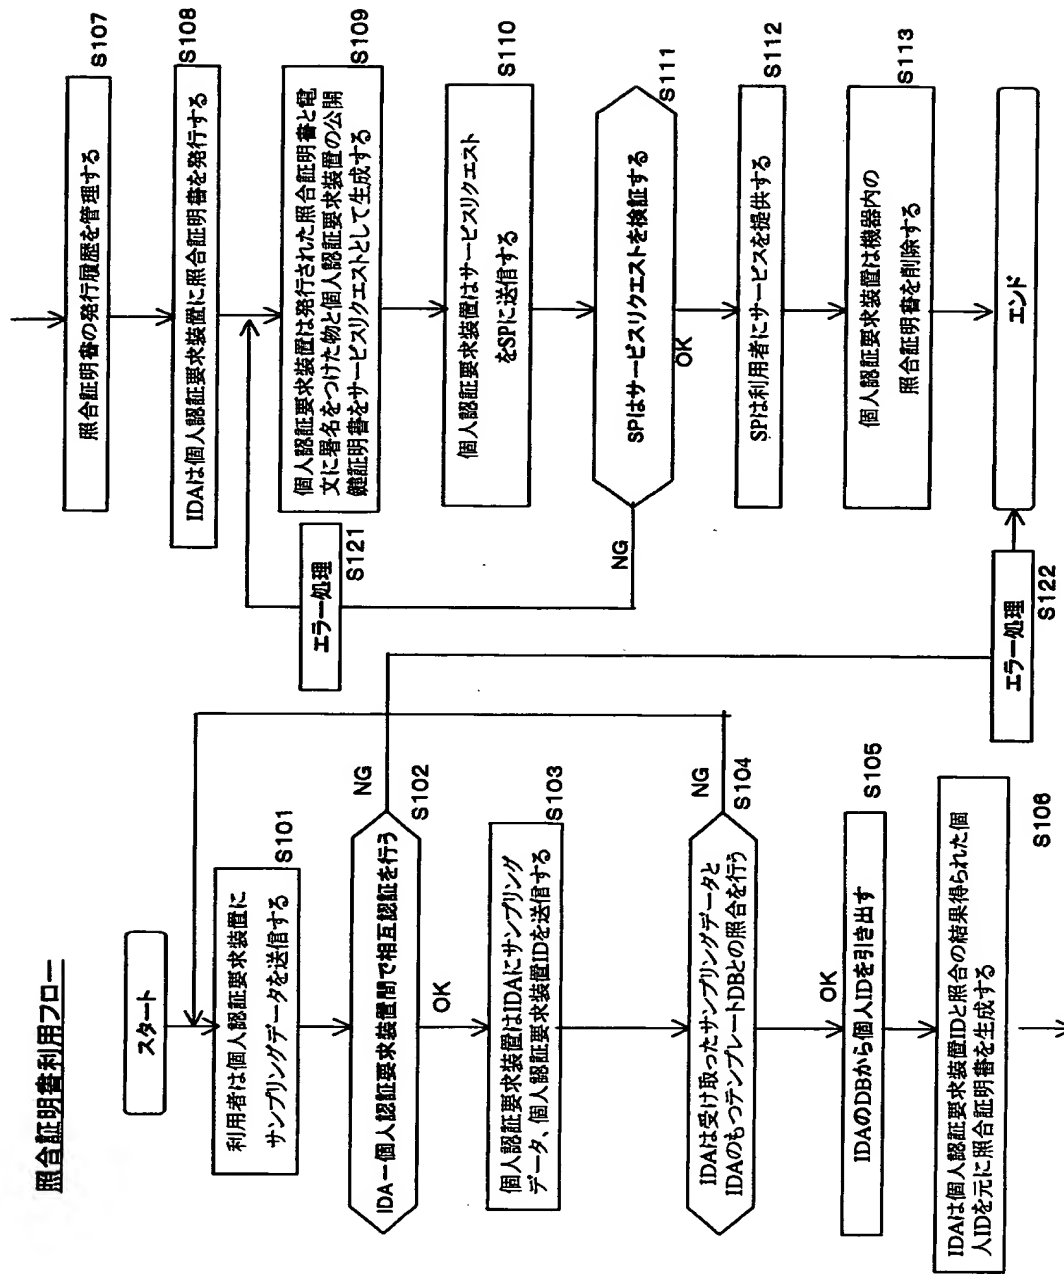 照合証明書利用フロー
スタート
利用者は個人認証要求装置に
サンプリングデータを送信する
S101
IDAー個人認証要求装置間で相互認証を行う
S102
NG
OK
個人認証要求装置はIDAにサンプリング
データ、個人認証要求装置IDを送信する
S103
IDAは受け取ったサンプリングデータと
IDAのもつテンプレートDBとの照合を行う
S104
NG
OK
IDAのDBから個人IDを引き出す
S105
IDAは個人認証要求装置IDと照合の結果得られた個
人IDを元に照合証明書を生成する
S106
照合証明書の発行履歴を管理する
S107
IDAは個人認証要求装置に照合証明書を発行する
S108
個人認証要求装置は発行された照合証明書と電
文に署名をつけた物と個人認証要求装置の公開
鍵証明書をサービスリクエストとして生成する
S109
個人認証要求装置はサービスリクエスト
をSPに送信する
S110
SPはサービスリクエストを検証する
S111
NG
OK
エラー処理
S121
SPは利用者にサービスを提供する
S112
個人認証要求装置は機器内の
照合証明書を削除する
S113
エラー処理
S122
エンド